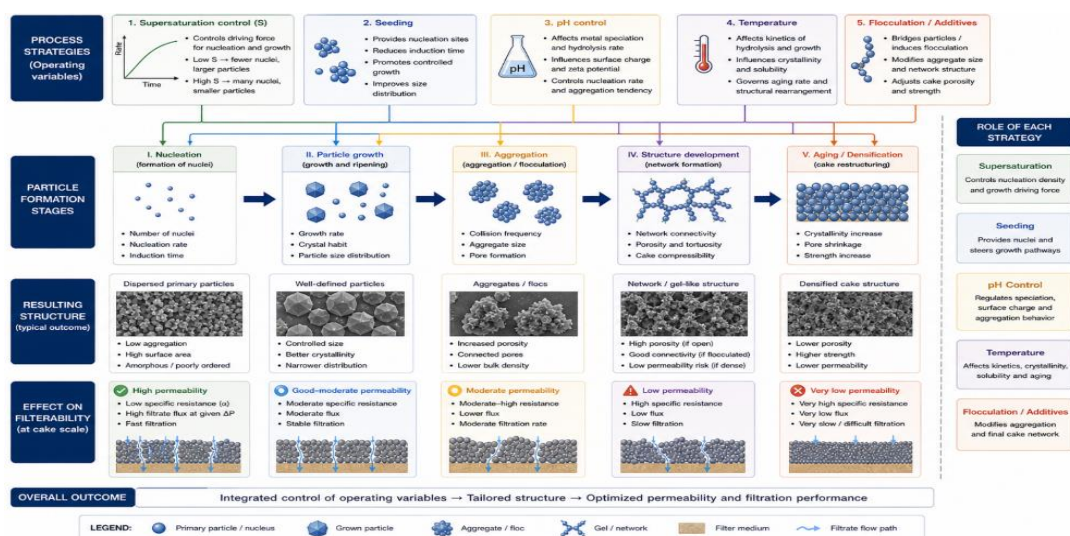 PROCESS
STRATEGIES
(Operating
variables)
1. Supersaturation control (S)
Rate
Time
• Controls driving force
for nucleation and growth
• Low S → fewer nuclei,
larger particles
• High S → many nuclei,
smaller particles
2. Seeding
• Provides nucleation sites
• Reduces induction time
• Promotes controlled
growth
• Improves size
distribution
3. pH control
pH
• Affects metal speciation
and hydrolysis rate
• Influences surface charge
and zeta potential
• Controls nucleation rate
and aggregation tendency
4. Temperature
• Affects kinetics of
hydrolysis and growth
• Influences crystallinity
and solubility
• Governs aging rate and
structural rearrangement
5. Flocculation / Additives
• Bridges particles /
induces flocculation
• Modifies aggregate size
and network structure
• Adjusts cake porosity
and strength
PARTICLE
FORMATION
STAGES
I. Nucleation
(formation of nuclei)
• Number of nuclei
• Nucleation rate
• Induction time
II. Particle growth
(growth and ripening)
• Growth rate
• Crystal habit
• Particle size distribution
III. Aggregation
(aggregation / flocculation)
• Collision frequency
• Aggregate size
• Pore formation
IV. Structure development
(network formation)
• Network connectivity
• Porosity and tortuosity
• Cake compressibility
V. Aging / Densification
(cake restructuring)
• Crystallinity increase
• Pore shrinkage
• Strength increase
RESULTING
STRUCTURE
(typical outcome)
Dispersed primary particles
• Low aggregation
• High surface area
• Amorphous / poorly ordered
Well-defined particles
• Controlled size
• Better crystallinity
• Narrower distribution
Aggregates / flocs
• Increased porosity
• Connected pores
• Lower bulk density
Network / gel-like structure
• High porosity (if open)
• Good connectivity (if flocculated)
• Low permeability risk (if dense)
Densified cake structure
• Lower porosity
• Higher strength
• Lower permeability
EFFECT ON
FILTERABILITY
(at cake scale)
High permeability
• Low specific resistance (α)
• High filtrate flux at given ΔP
• Fast filtration
Good–moderate permeability
• Moderate specific resistance
• Moderate flux
• Stable filtration
Moderate permeability
• Moderate–high resistance
• Lower flux
• Moderate filtration rate
Low permeability
• High specific resistance
• Low flux
• Slow filtration
Very low permeability
• Very high specific resistance
• Very low flux
• Very slow / difficult filtration
ROLE OF EACH
STRATEGY
Supersaturation
Controls nucleation density
and growth driving force
Seeding
Provides nuclei and
steers growth pathways
pH Control
Regulates speciation,
surface charge and
aggregation behavior
Temperature
Affects kinetics, crystallinity,
solubility and aging
Flocculation / Additives
Modifies aggregation
and final cake network
OVERALL OUTCOME
Integrated control of operating variables → Tailored structure → Optimized permeability and filtration performance
LEGEND:
Primary particle / nucleus
Grown particle
Aggregate / floc
Gel / network
Filter medium
Filtrate flow path